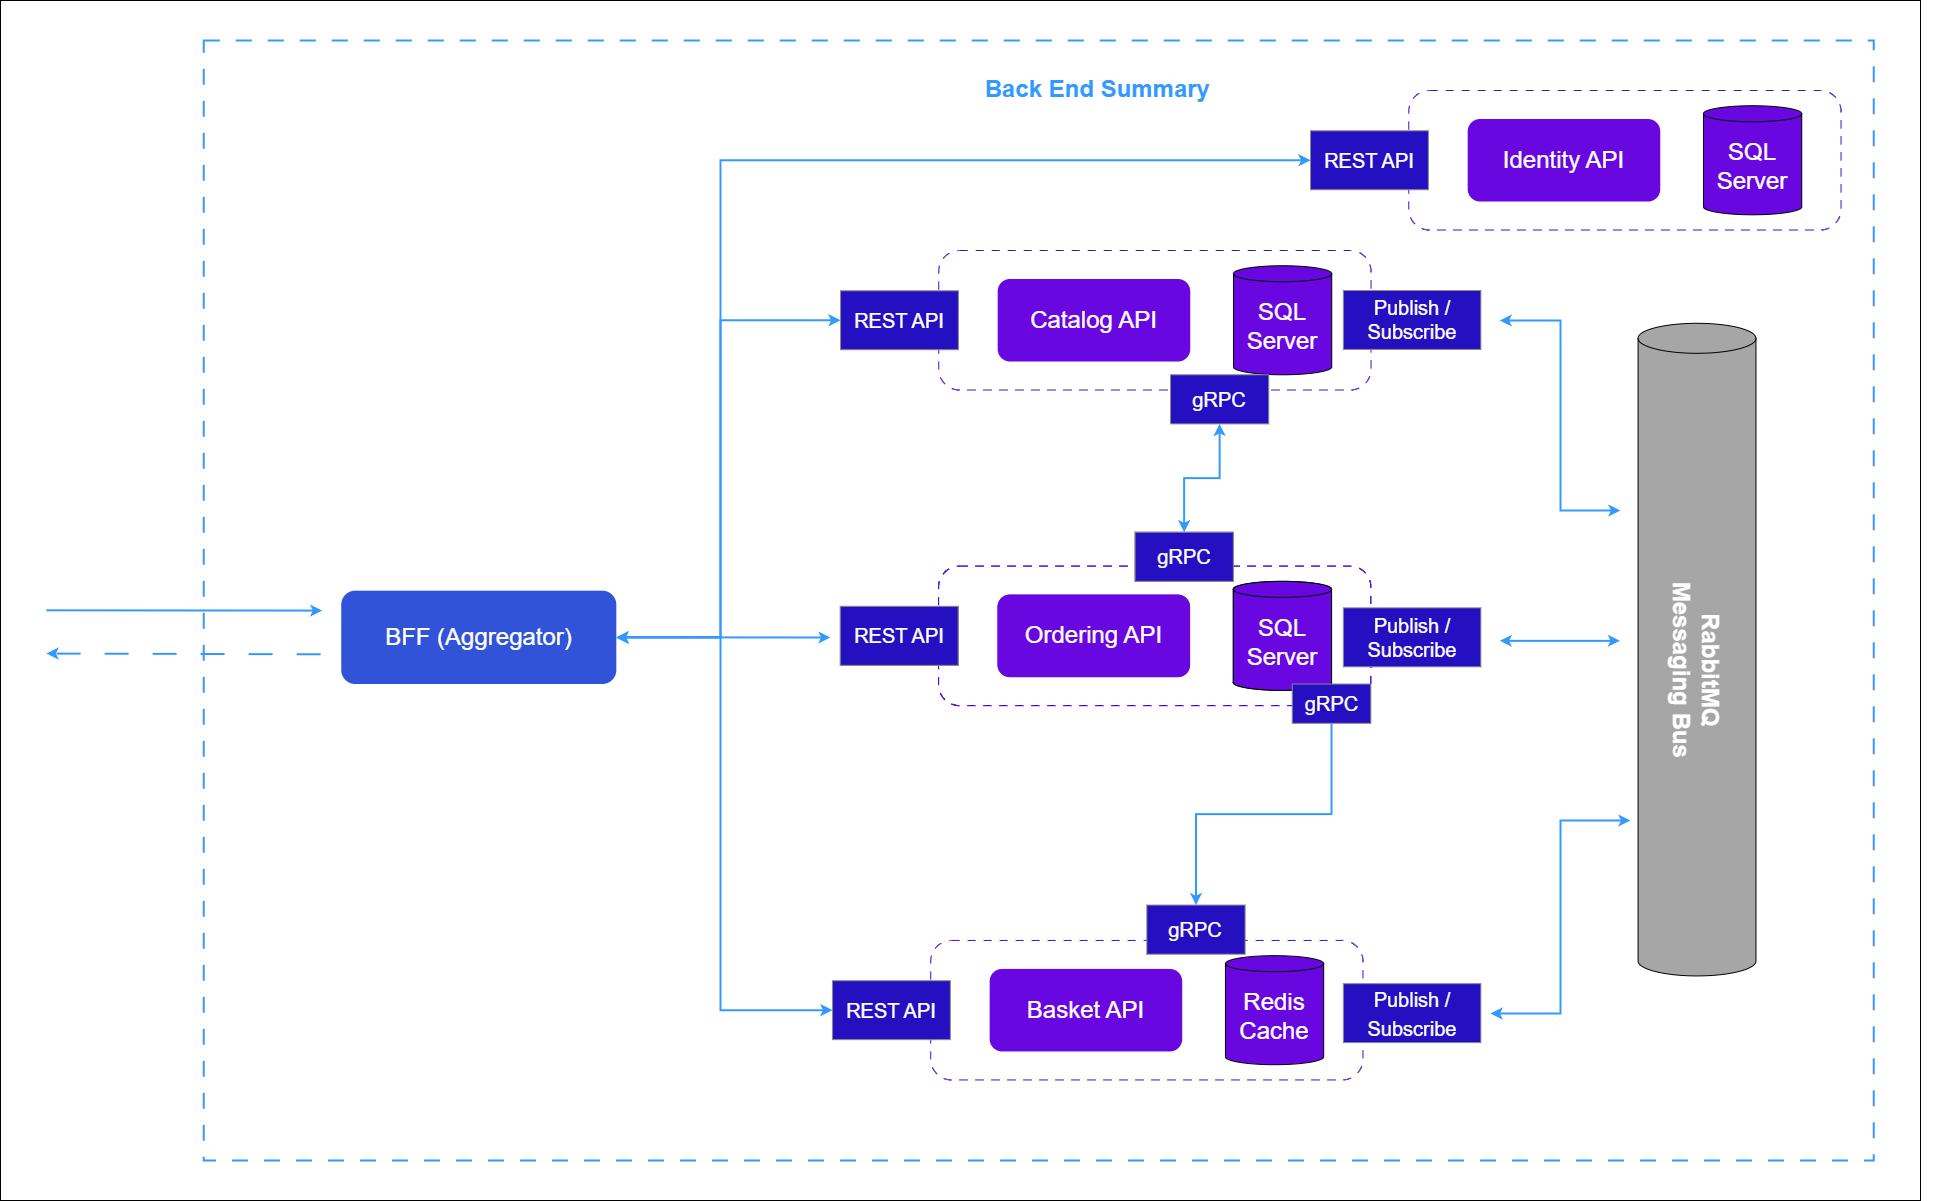 Back End Summary
REST API
Identity API
SQL
Server
REST API
Catalog API
SQL
Server
Publish /
Subscribe
gRPC
gRPC
BFF (Aggregator)
REST API
Ordering API
SQL
Server
Publish /
Subscribe
gRPC
RabbitMQ
Messaging Bus
gRPC
REST API
Basket API
Redis
Cache
Publish /
Subscribe